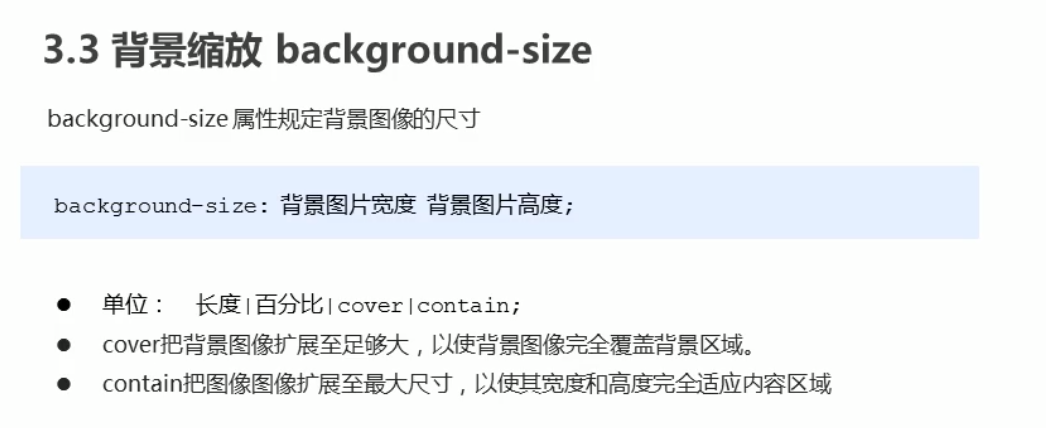 3.3 背景缩放 background-size
background-size 属性规定背景图像的尺寸
background-size: 背景图片宽度 背景图片高度;
● 单位： 长度|百分比|cover|contain;
● cover把背景图像扩展至足够大，以使背景图像完全覆盖背景区域。
● contain把图像图像扩展至最大尺寸，以使其宽度和高度完全适应内容区域